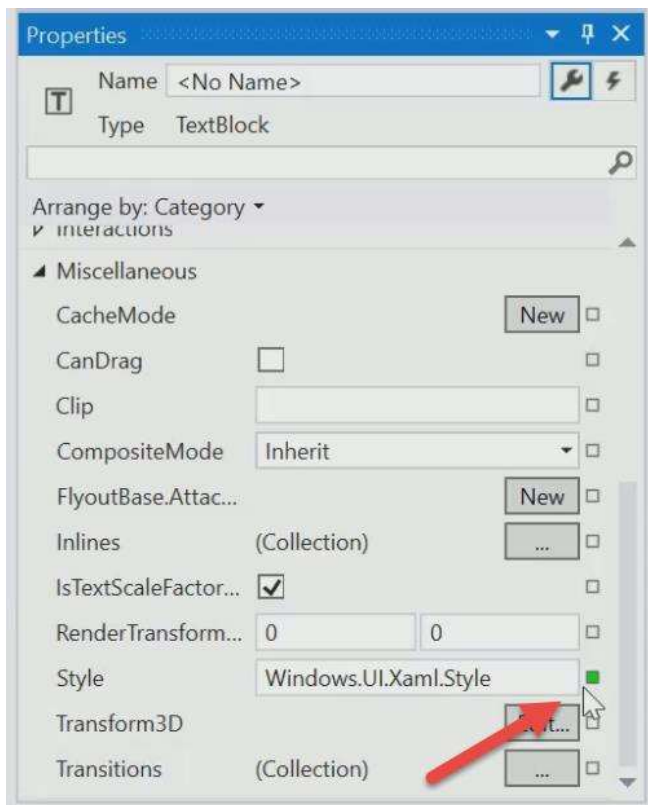 Properties
Name <No Name>
T
Type TextBlock
Arrange by: Category
Interactions
Miscellaneous
CacheMode New
CanDrag
Clip
CompositeMode Inherit
FlyoutBase.Attac... New
Inlines (Collection) ...
IsTextScaleFactor...
RenderTransform... 0 0
Style Windows.UI.Xaml.Style
Transform3D
Transitions (Collection) ...